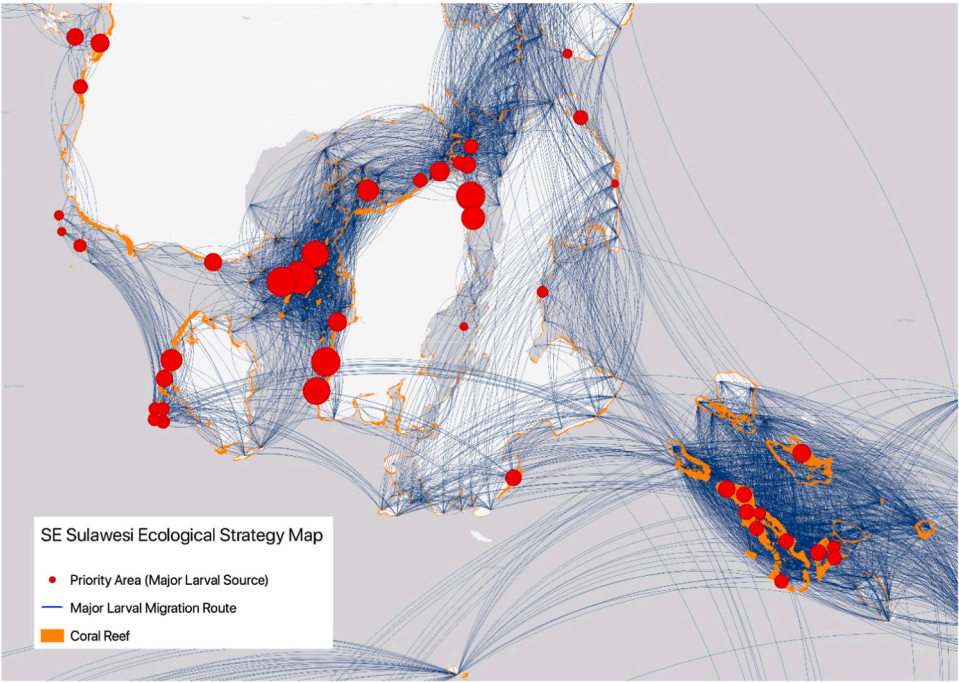 SE Sulawesi Ecological Strategy Map
Priority Area (Major Larval Source)
Major Larval Migration Route
Coral Reef